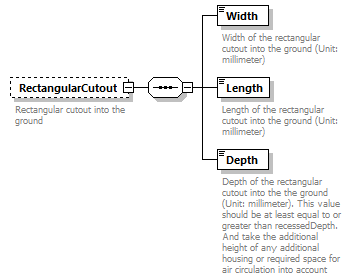 Width
Width of the rectangular
cutout into the ground (Unit:
millimeter)
RectangularCutout
Rectangular cutout into the
ground
Length
Length of the rectangular
cutout into the ground (Unit:
millimeter)
Depth
Depth of the rectangular
cutout into the the ground
(Unit: millimeter). This value
should be at least equal to or
greater than recessedDepth.
And take the additional
height of any additional
housing or required space for
air circulation into account